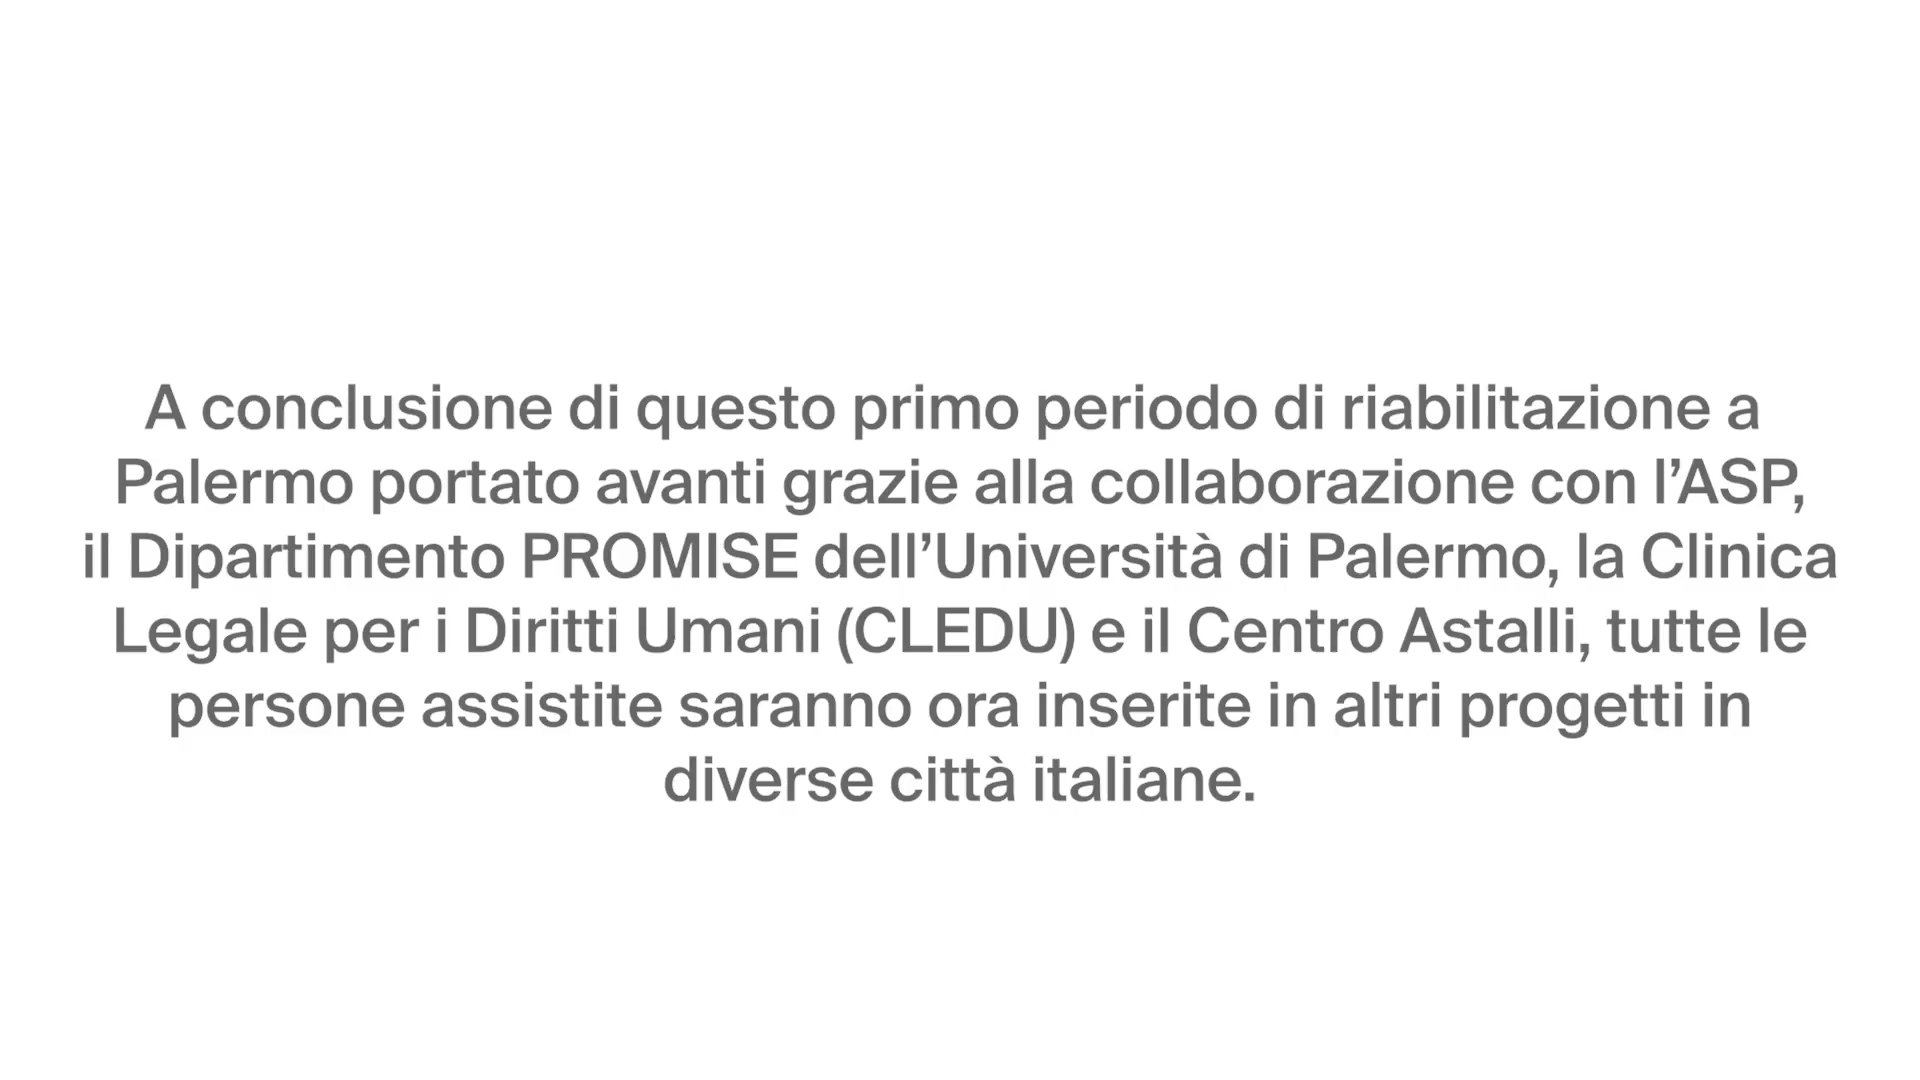 A conclusione di questo primo periodo di riabilitazione a
Palermo portato avanti grazie alla collaborazione con l’ASP,
il Dipartimento PROMISE dell’Università di Palermo, la Clinica
Legale per i Diritti Umani (CLEDU) e il Centro Astalli, tutte le
persone assistite saranno ora inserite in altri progetti in
diverse città italiane.